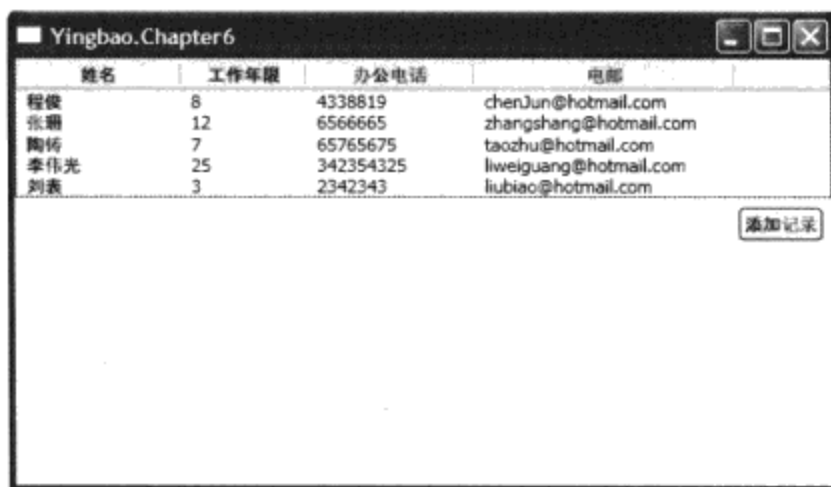 Yingbao.Chapter6
姓名 工作年限 办公电话 电邮
程俊 8 4338819 chenJun@hotmail.com
张珊 12 6566665 zhangshang@hotmail.com
陶铸 7 65765675 taozhu@hotmail.com
李伟光 25 342354325 liweiguang@hotmail.com
刘表 3 2342343 liubiao@hotmail.com
添加记录